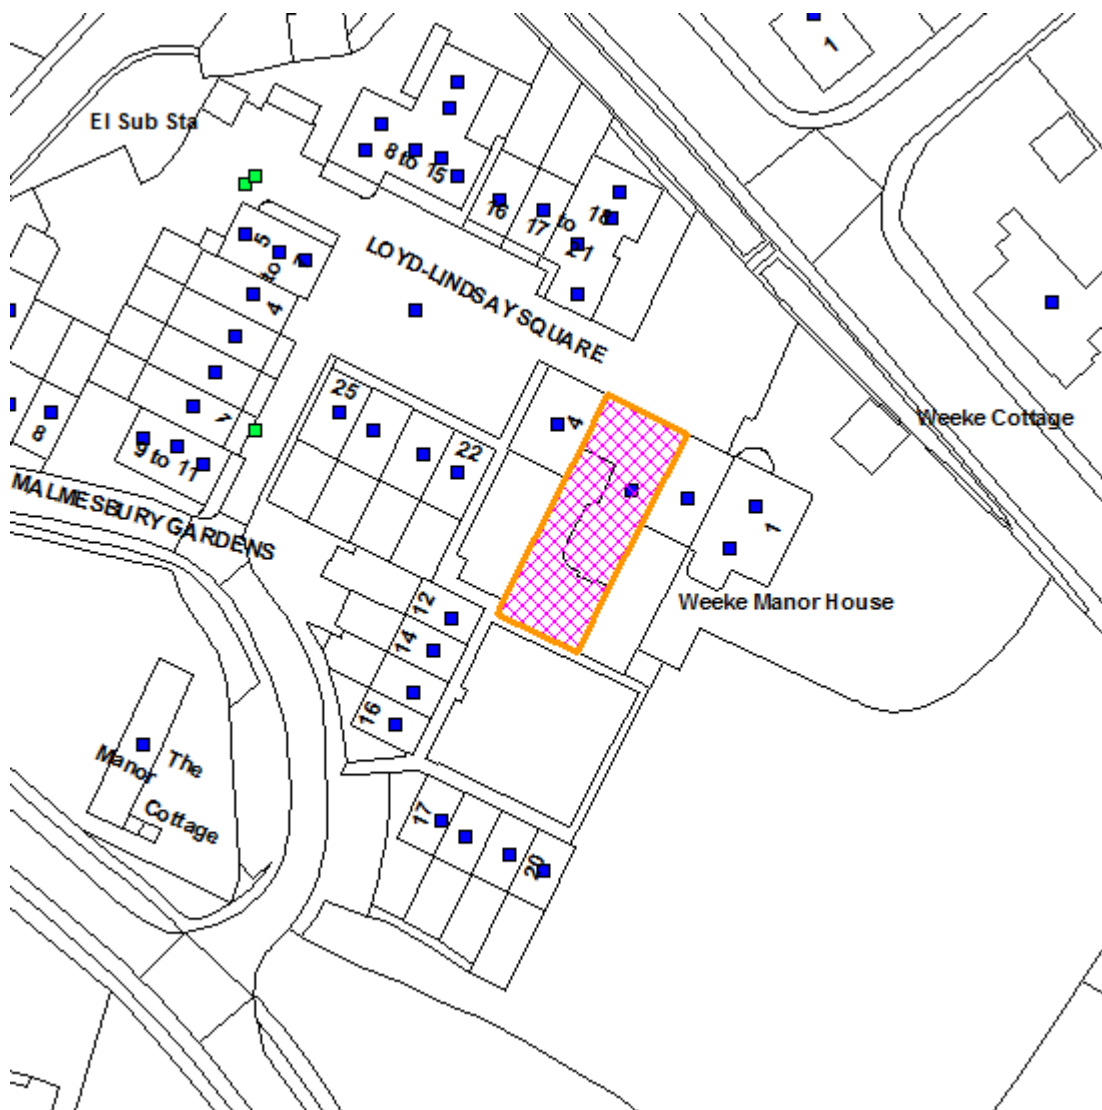 1
El Sub Sta
8 to 15
16
17
18
to
21
5
to
7
4
LOYD-LINDSAY SQUARE
25
22
4
1
8
9 to 11
MALMESBURY GARDENS
Weeke Cottage
1
Weeke Manor House
12
14
16
The
Manor
Cottage
17
20